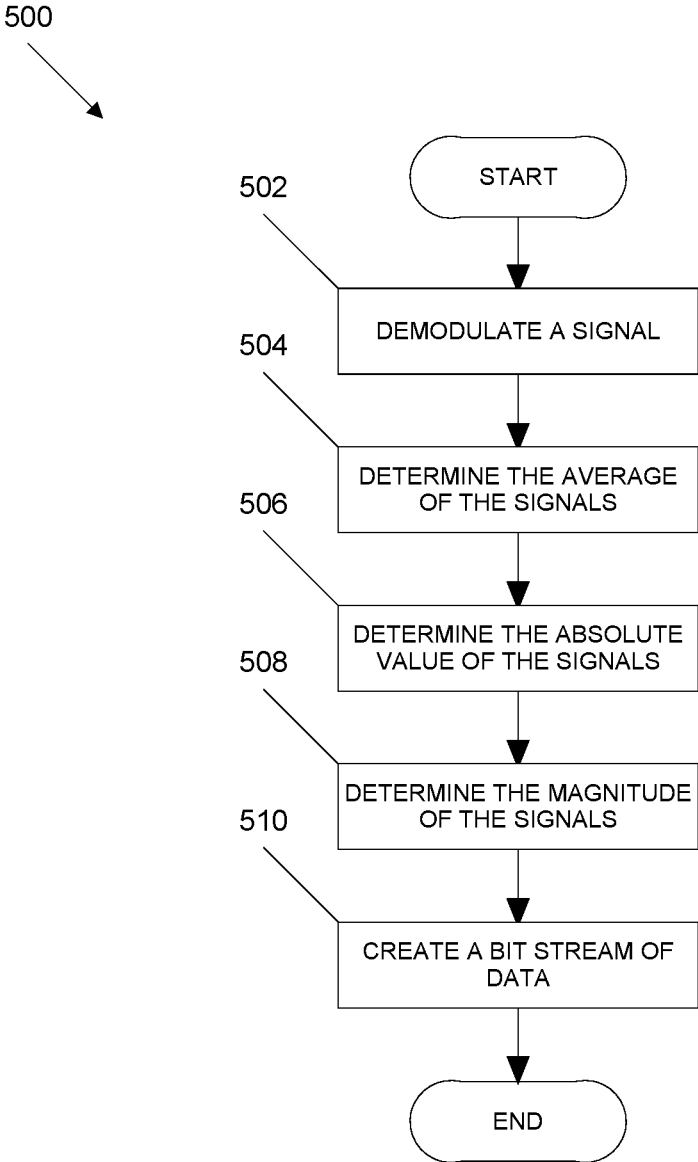 500
START
502
DEMODULATE A SIGNAL
504
DETERMINE THE AVERAGE
OF THE SIGNALS
506
DETERMINE THE ABSOLUTE
VALUE OF THE SIGNALS
508
DETERMINE THE MAGNITUDE
OF THE SIGNALS
510
CREATE A BIT STREAM OF
DATA
END